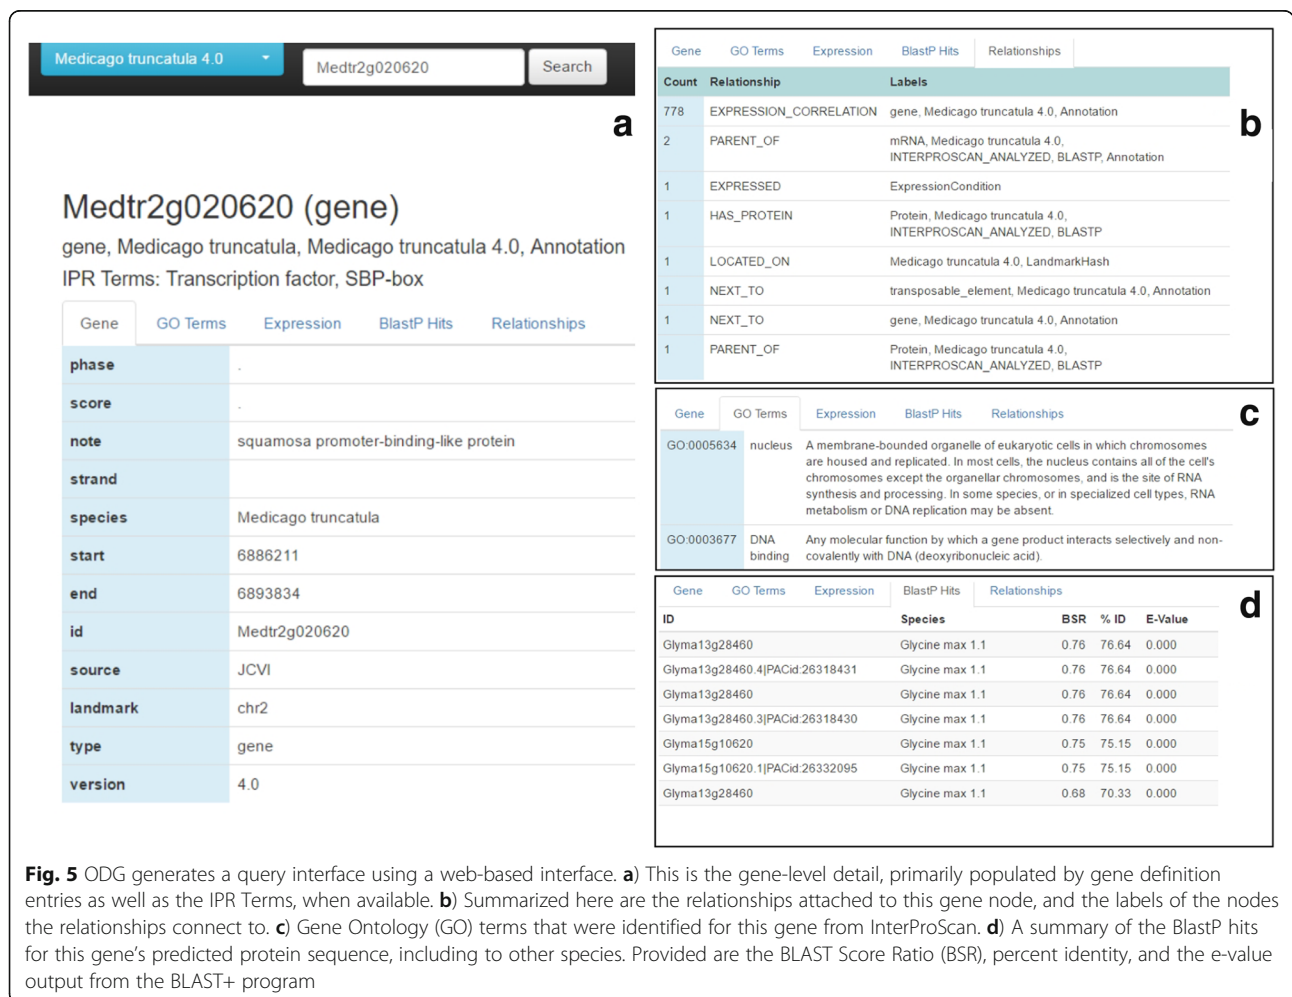 Medicago truncatula 4.0
Medtr2g020620
Search
a
Medtr2g020620 (gene)
gene, Medicago truncatula, Medicago truncatula 4.0, Annotation
IPR Terms: Transcription factor, SBP-box
Gene GO Terms Expression BlastP Hits Relationships
phase .
score .
note squamosa promoter-binding-like protein
strand
species Medicago truncatula
start 6886211
end 6893834
id Medtr2g020620
source JCVI
landmark chr2
type gene
version 4.0
Gene GO Terms Expression BlastP Hits Relationships
Count Relationship Labels
b
778 EXPRESSION_CORRELATION gene, Medicago truncatula 4.0, Annotation
2 PARENT_OF mRNA, Medicago truncatula 4.0,
INTERPROSCAN_ANALYZED, BLASTP, Annotation
1 EXPRESSED ExpressionCondition
1 HAS_PROTEIN Protein, Medicago truncatula 4.0,
INTERPROSCAN_ANALYZED, BLASTP
1 LOCATED_ON Medicago truncatula 4.0, LandmarkHash
1 NEXT_TO transposable_element, Medicago truncatula 4.0, Annotation
1 NEXT_TO gene, Medicago truncatula 4.0, Annotation
1 PARENT_OF Protein, Medicago truncatula 4.0,
INTERPROSCAN_ANALYZED, BLASTP
Gene GO Terms Expression BlastP Hits Relationships
c
GO:0005634 nucleus A membrane-bounded organelle of eukaryotic cells in which chromosomes
are housed and replicated. In most cells, the nucleus contains all of the cell's
chromosomes except the organellar chromosomes, and is the site of RNA
synthesis and processing. In some species, or in specialized cell types, RNA
metabolism or DNA replication may be absent.
GO:0003677 DNA Any molecular function by which a gene product interacts selectively and non-
binding covalently with DNA (deoxyribonucleic acid).
Gene GO Terms Expression BlastP Hits Relationships
d
ID Species BSR % ID E-Value
Glyma13g28460 Glycine max 1.1 0.76 76.64 0.000
Glyma13g28460.4|PACid:26318431 Glycine max 1.1 0.76 76.64 0.000
Glyma13g28460 Glycine max 1.1 0.76 76.64 0.000
Glyma13g28460.3|PACid:26318430 Glycine max 1.1 0.76 76.64 0.000
Glyma15g10620 Glycine max 1.1 0.75 75.15 0.000
Glyma15g10620.1|PACid:26332095 Glycine max 1.1 0.75 75.15 0.000
Glyma13g28460 Glycine max 1.1 0.68 70.33 0.000
Fig. 5 ODG generates a query interface using a web-based interface. a) This is the gene-level detail, primarily populated by gene definition
entries as well as the IPR Terms, when available. b) Summarized here are the relationships attached to this gene node, and the labels of the nodes
the relationships connect to. c) Gene Ontology (GO) terms that were identified for this gene from InterProScan. d) A summary of the BlastP hits
for this gene's predicted protein sequence, including to other species. Provided are the BLAST Score Ratio (BSR), percent identity, and the e-value
output from the BLAST+ program